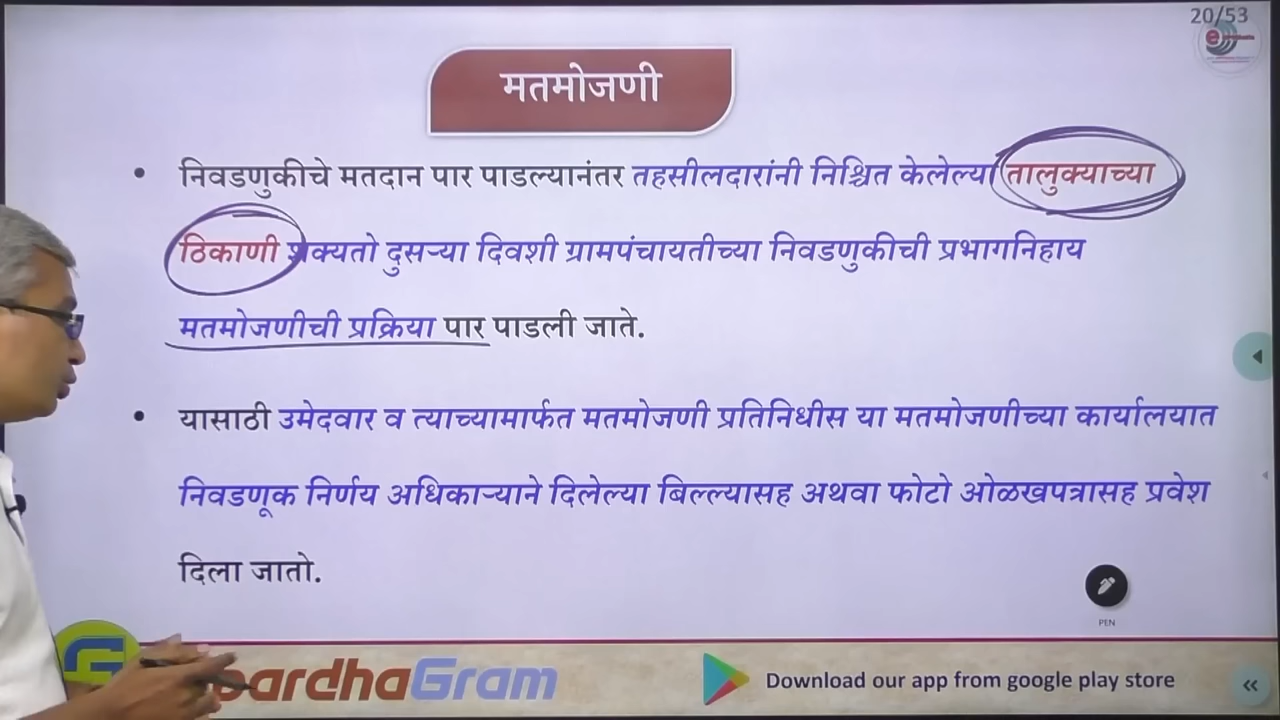 20/53
मतमोजणी
• निवडणुकीचे मतदान पार पाडल्यानंतर तहसीलदारांनी निश्चित केलेल्या तालुक्याच्या
ठिकाणी शक्यतो दुसऱ्या दिवशी ग्रामपंचायतीच्या निवडणुकीची प्रभागनिहाय
मतमोजणीची प्रक्रिया पार पाडली जाते.
• यासाठी उमेदवार व त्याच्यामार्फत मतमोजणी प्रतिनिधीस या मतमोजणीच्या कार्यालयात
निवडणूक निर्णय अधिकाऱ्याने दिलेल्या बिल्ल्यासह अथवा फोटो ओळखपत्रासह प्रवेश
दिला जातो.
PEN
pardhaGram
Download our app from google play store